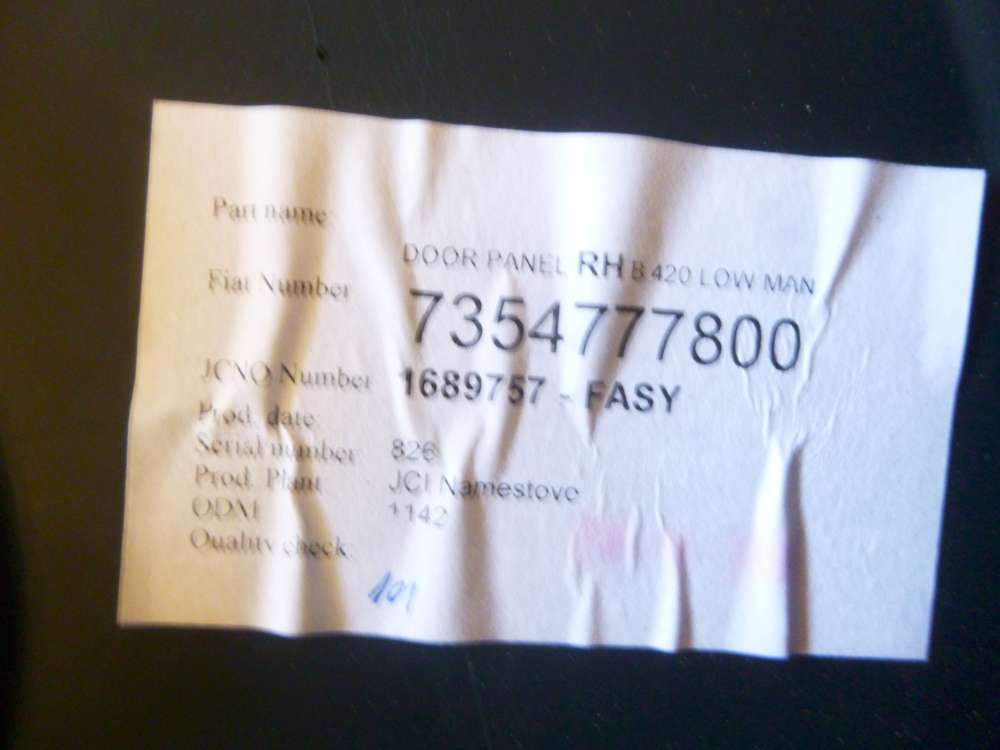 Part name:
DOOR PANEL RH B 420 LOW MAN
Fiat Number
7354777800
JCNO Number 1689757 - EASY
Prod. date:
Serial number 826
Prod. Plant JCI Namestovo
ODM 1142
Quality check:
101